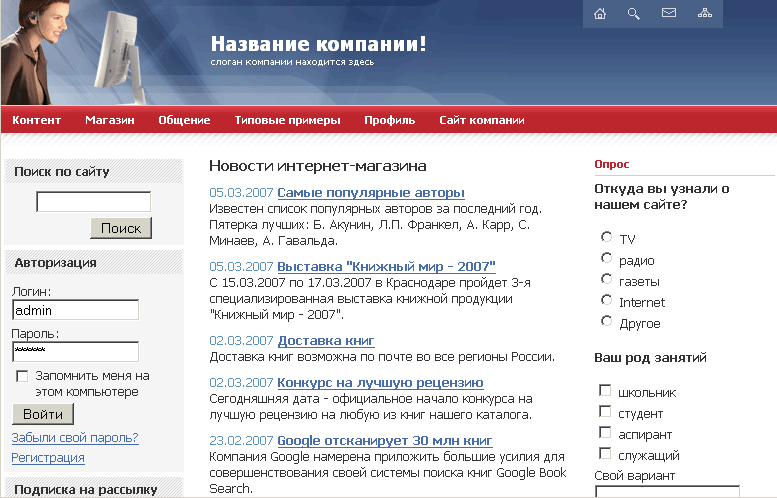 Название компании!
слоган компании находится здесь
Контент Магазин Общение Типовые примеры Профиль Сайт компании
Поиск по сайту
Поиск
Авторизация
Логин:
admin
Пароль:
*******
Запомнить меня на
этом компьютере
Войти
Забыли свой пароль?
Регистрация
Подписка на рассылку
Новости интернет-магазина
05.03.2007 Самые популярные авторы
Известен список популярных авторов за последний год.
Пятерка лучших: Б. Акунин, Л.П. Франкел, А. Карр, С.
Минаев, А. Гавальда.
05.03.2007 Выставка "Книжный мир - 2007"
С 15.03.2007 по 17.03.2007 в Краснодаре пройдет 3-я
специализированная выставка книжной продукции
"Книжный мир - 2007".
02.03.2007 Доставка книг
Доставка книг возможна по почте во все регионы России.
02.03.2007 Конкурс на лучшую рецензию
Сегодняшняя дата - официальное начало конкурса на
лучшую рецензию на любую из книг нашего каталога.
23.02.2007 Google отсканирует 30 млн книг
Компания Google намерена приложить большие усилия для
совершенствования своей системы поиска книг Google Book
Search.
Опрос
Откуда вы узнали о
нашем сайте?
TV
радио
газеты
Internet
Другое
Ваш род занятий
школьник
студент
аспирант
служащий
Свой вариант